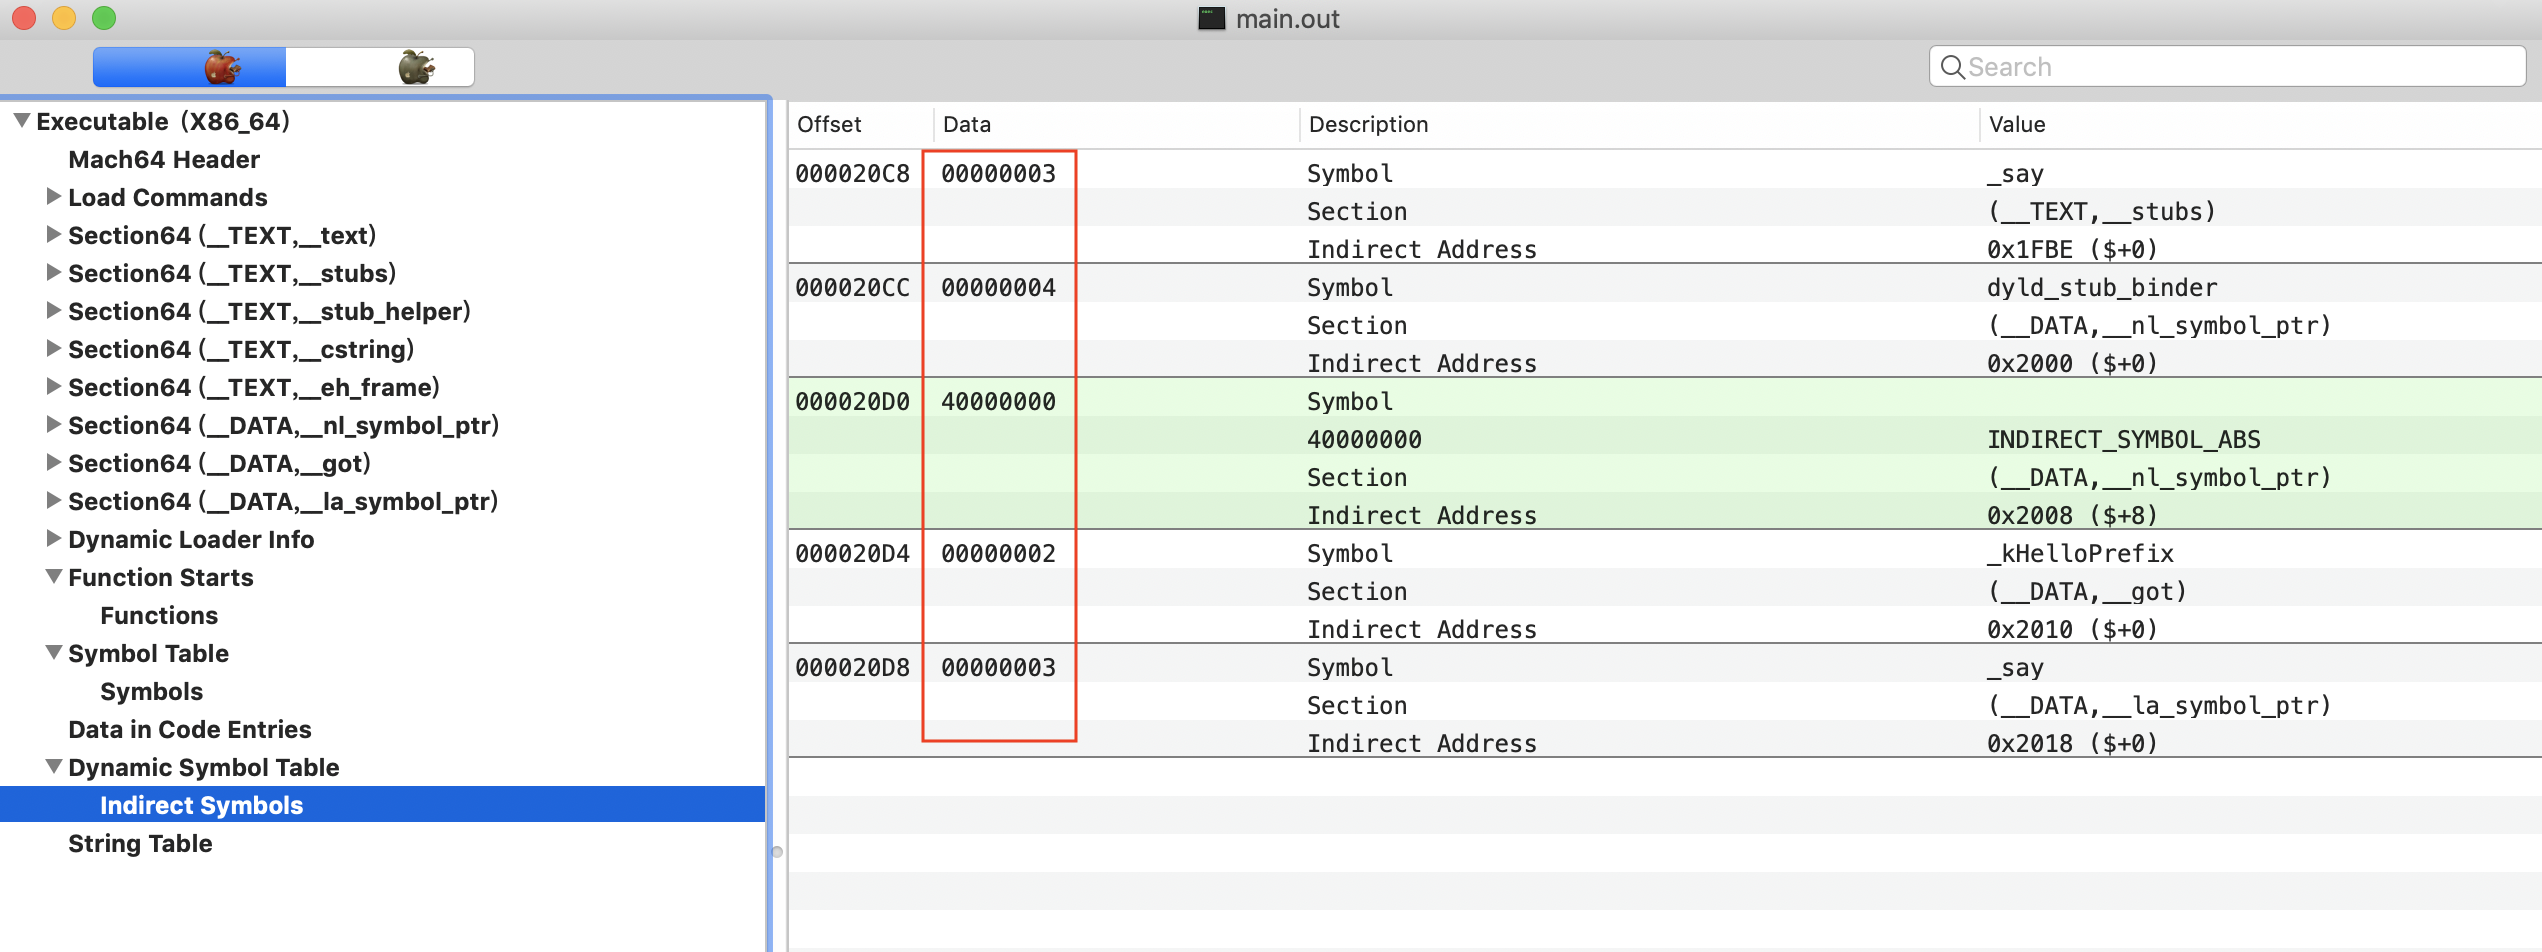 main.out
Search
Executable (X86_64)
Mach64 Header
Load Commands
Section64 (__TEXT,__text)
Section64 (__TEXT,__stubs)
Section64 (__TEXT,__stub_helper)
Section64 (__TEXT,__cstring)
Section64 (__TEXT,__eh_frame)
Section64 (__DATA,__nl_symbol_ptr)
Section64 (__DATA,__got)
Section64 (__DATA,__la_symbol_ptr)
Dynamic Loader Info
Function Starts
Functions
Symbol Table
Symbols
Data in Code Entries
Dynamic Symbol Table
Indirect Symbols
String Table
Offset Data Description Value
000020C8 00000003 Symbol _say
Section (__TEXT,__stubs)
Indirect Address 0x1FBE ($+0)
000020CC 00000004 Symbol dyld_stub_binder
Section (__DATA,__nl_symbol_ptr)
Indirect Address 0x2000 ($+0)
000020D0 40000000 Symbol
40000000 INDIRECT_SYMBOL_ABS
Section (__DATA,__nl_symbol_ptr)
Indirect Address 0x2008 ($+8)
000020D4 00000002 Symbol _kHelloPrefix
Section (__DATA,__got)
Indirect Address 0x2010 ($+0)
000020D8 00000003 Symbol _say
Section (__DATA,__la_symbol_ptr)
Indirect Address 0x2018 ($+0)